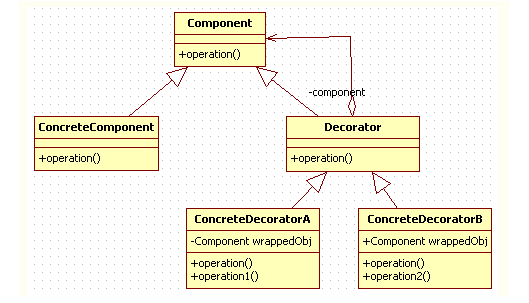 Component
+operation()
-component
ConcreteComponent
+operation()
Decorator
+operation()
ConcreteDecoratorA
-Component wrappedObj
+operation()
+operation1()
ConcreteDecoratorB
+Component wrappedObj
+operation()
+operation2()